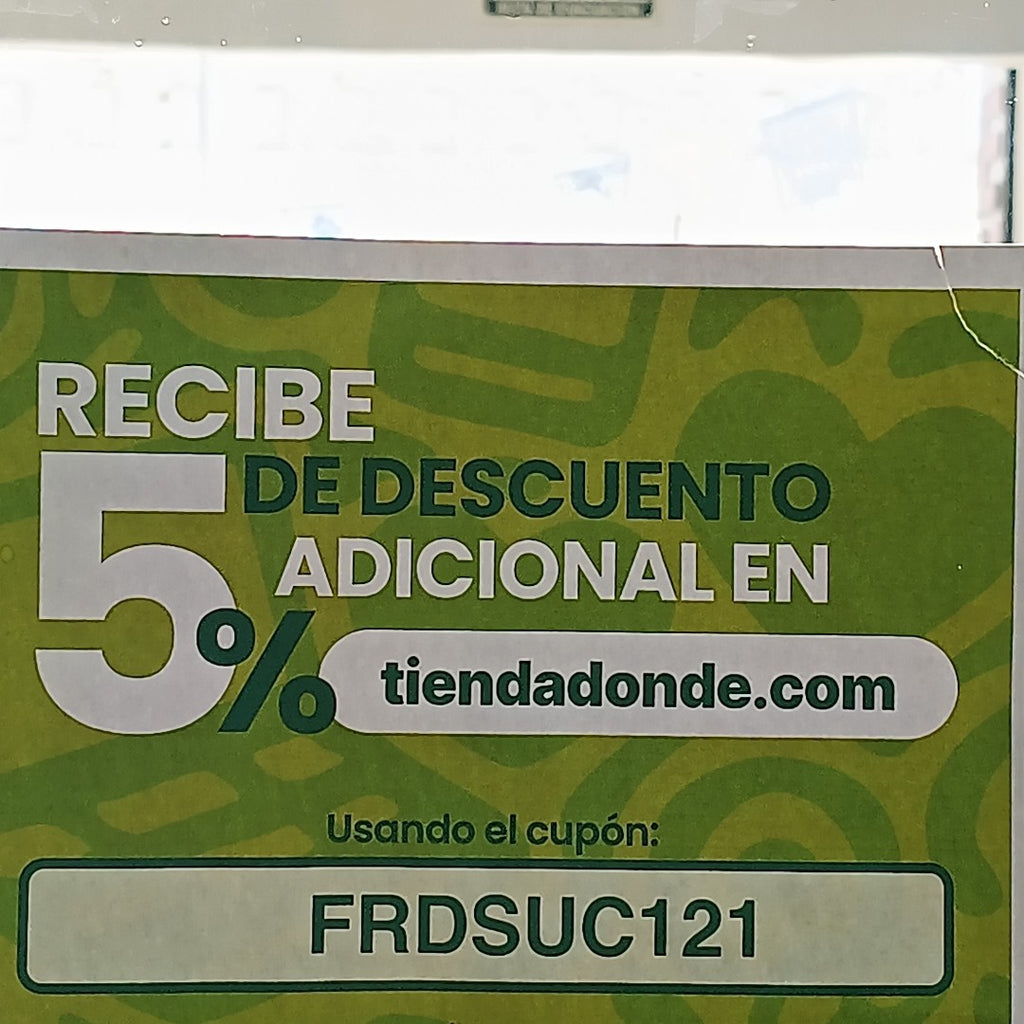 RECIBE
5% DE DESCUENTO
ADICIONAL EN
tiendadonde.com
Usando el cupón:
FRDSUC121